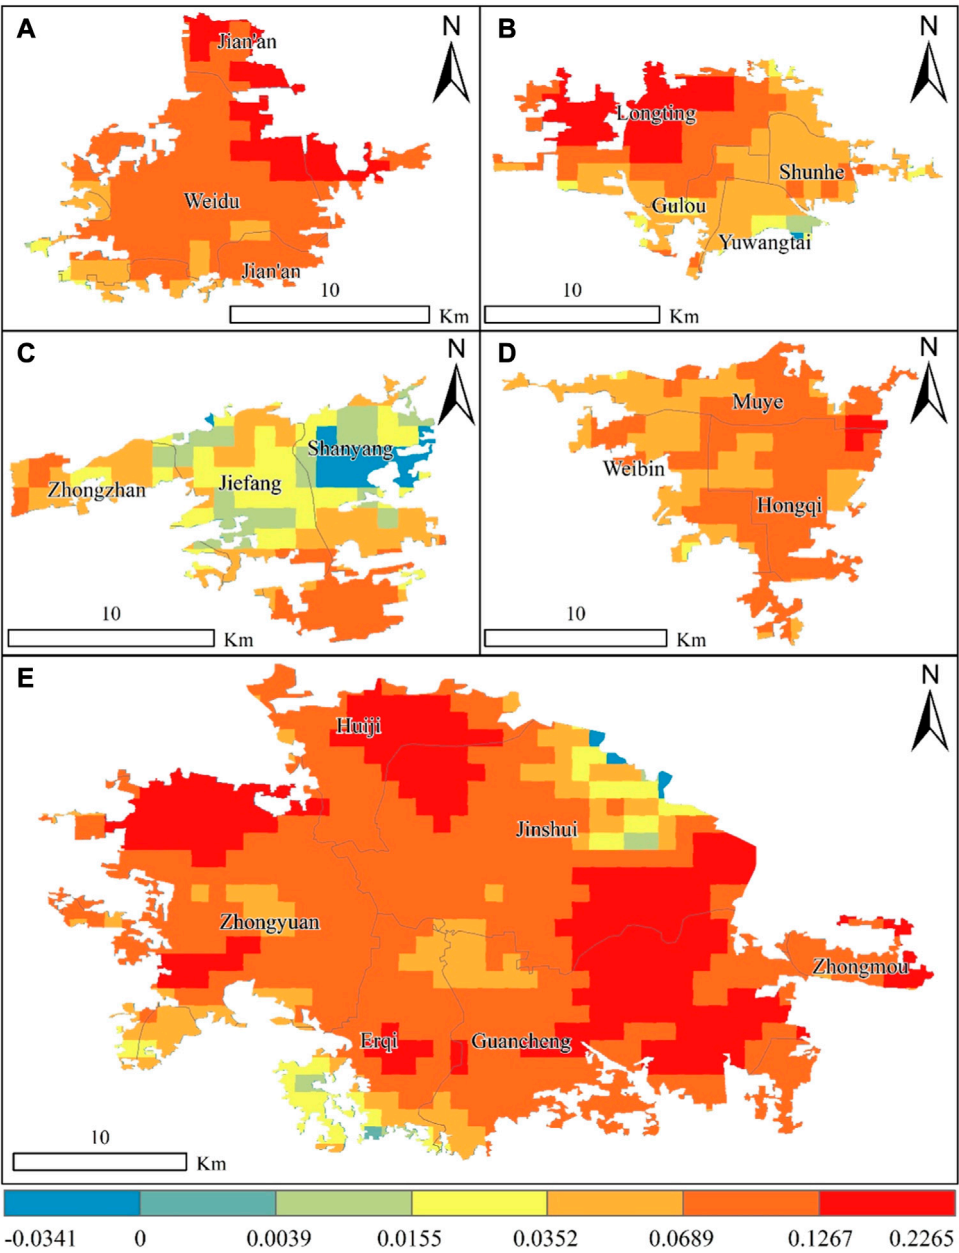 A
N
Jian'an
Weidu
Jian'an
10
Km
B
N
Longting
Shunhe
Gulou
Yuwangtai
10
Km
C
N
Shanyang
Jiefang
Zhongzhan
10
Km
D
N
Muye
Weibin
Hongqi
10
Km
E
N
Huiji
Jinshui
Zhongyuan
Zhongmou
Erqi Guancheng
10
Km
-0.0341 0 0.0039 0.0155 0.0352 0.0689 0.1267 0.2265